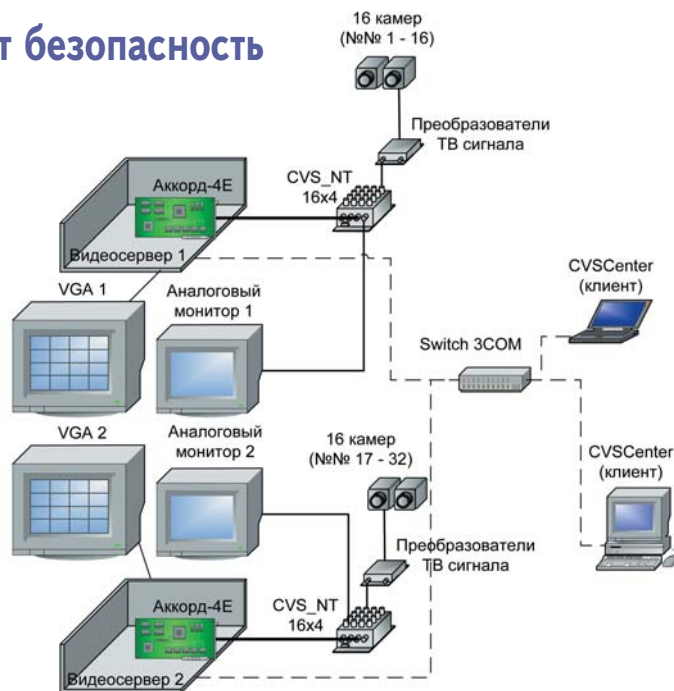 т безопасность
16 камер
(№№ 1 - 16)
Преобразователи
ТВ сигнала
CVS_NT
16x4
Аккорд-4Е
Видеосервер 1
VGA 1
Аналоговый
монитор 1
CVSCenter
(клиент)
Switch 3COM
VGA 2
Аналоговый
монитор 2
16 камер
(№№ 17 - 32)
CVSCenter
(клиент)
Преобразователи
ТВ сигнала
Аккорд-4Е
CVS_NT
16x4
Видеосервер 2